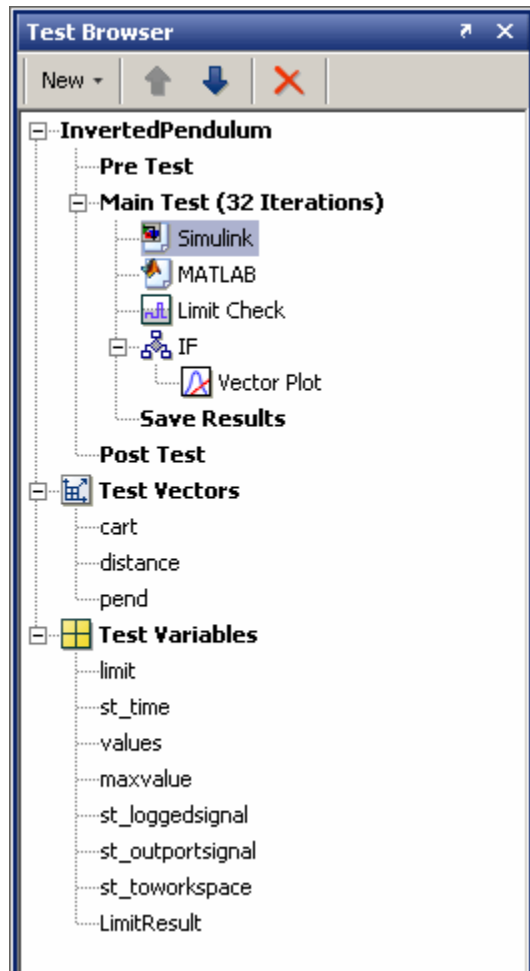 Test Browser
New
InvertedPendulum
Pre Test
Main Test (32 Iterations)
Simulink
MATLAB
Limit Check
IF
Vector Plot
Save Results
Post Test
Test Vectors
cart
distance
pend
Test Variables
limit
st_time
values
maxvalue
st_loggedsignal
st_outportsignal
st_toworkspace
LimitResult